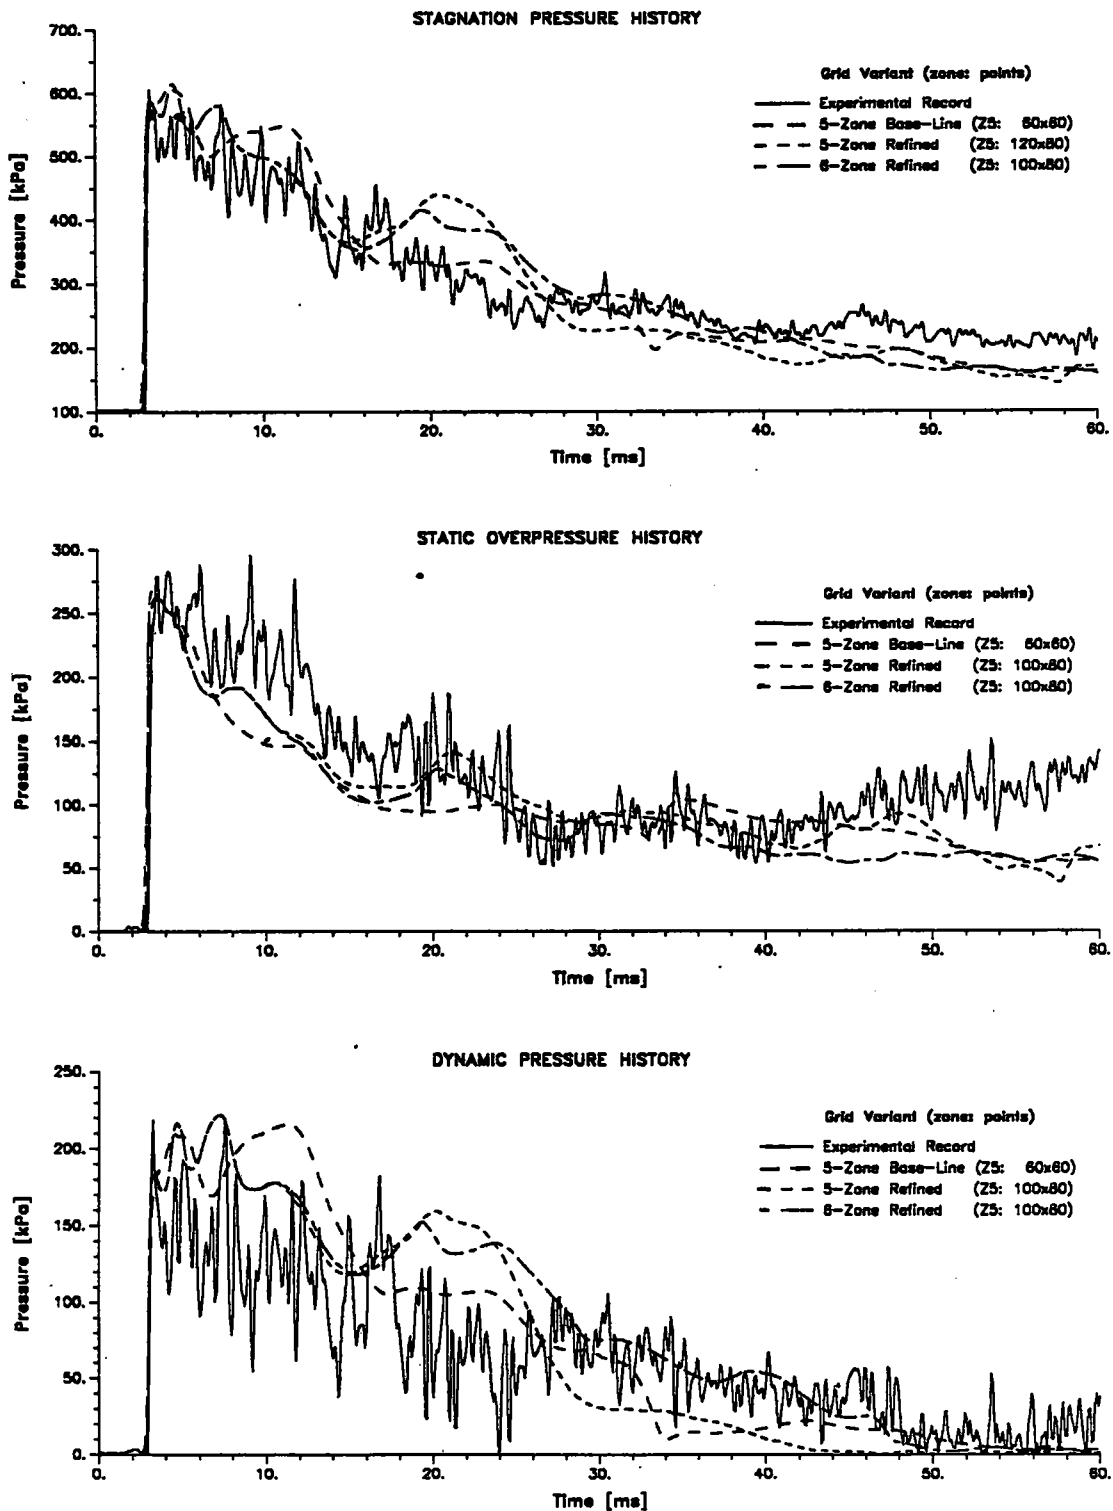 STAGNATION PRESSURE HISTORY
700.
600.
500.
400.
300.
200.
100.
Pressure [kPa]
Grid Variant (zone: points)
Experimental Record
5-Zone Base-Line (Z5: 60x60)
5-Zone Refined (Z5: 120x80)
6-Zone Refined (Z5: 100x80)
0. 10. 20. 30. 40. 50. 60.
Time [ms]
STATIC OVERPRESSURE HISTORY
300.
250.
200.
150.
100.
50.
0.
Pressure [kPa]
Grid Variant (zone: points)
Experimental Record
5-Zone Base-Line (Z5: 60x60)
5-Zone Refined (Z5: 100x80)
6-Zone Refined (Z5: 100x80)
0. 10. 20. 30. 40. 50. 60.
Time [ms]
DYNAMIC PRESSURE HISTORY
250.
200.
150.
100.
50.
0.
Pressure [kPa]
Grid Variant (zone: points)
Experimental Record
5-Zone Base-Line (Z5: 60x60)
5-Zone Refined (Z5: 100x80)
6-Zone Refined (Z5: 100x80)
0. 10. 20. 30. 40. 50. 60.
Time [ms]